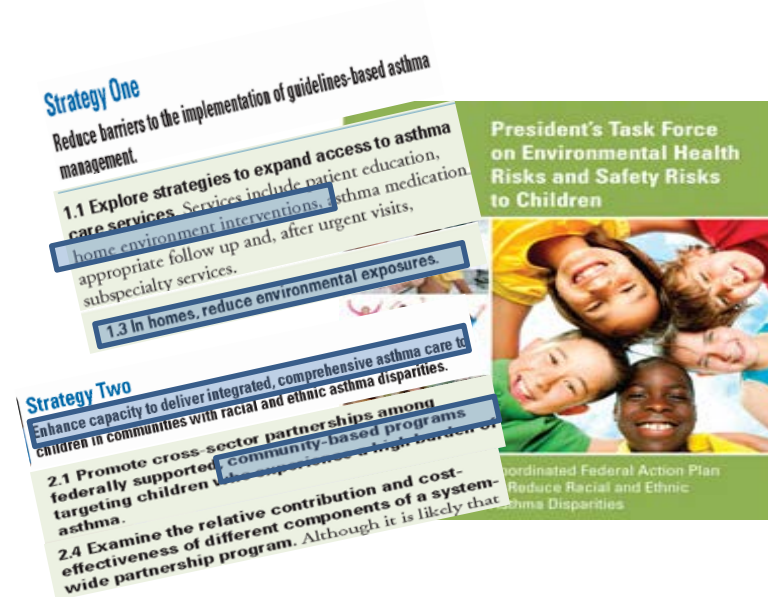 Strategy One
Reduce barriers to the implementation of guidelines-based asthma
management.
1.1 Explore strategies to expand access to asthma
care services. Services include patient education,
home environment interventions, asthma medication
appropriate follow up and, after urgent visits,
subspecialty services.
1.3 In homes, reduce environmental exposures.
Strategy Two
Enhance capacity to deliver integrated, comprehensive asthma care to
children in communities with racial and ethnic asthma disparities.
2.1 Promote cross-sector partnerships among
federally supported, community-based programs
targeting children who experience a high burden of
asthma.
2.4 Examine the relative contribution and cost-
effectiveness of different components of a system-
wide partnership program. Although it is likely that
President's Task Force
on Environmental Health
Risks and Safety Risks
to Children
Federal Action Plan
Reduce Racial and Ethnic
Disparities